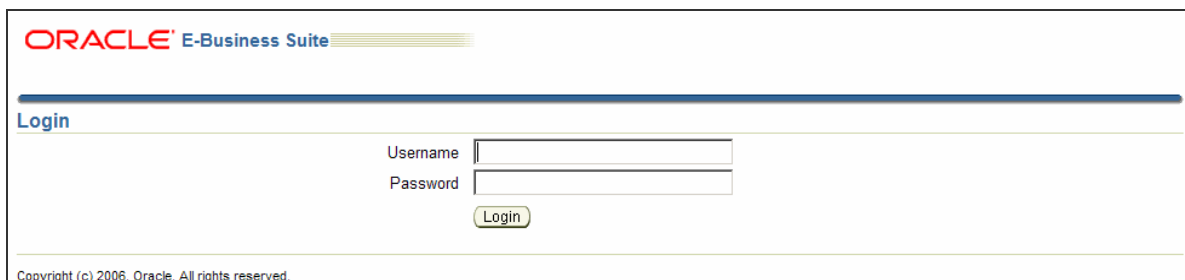 ORACLE E-Business Suite
Login
Username
Password
Login
Copyright (c) 2006, Oracle. All rights reserved.